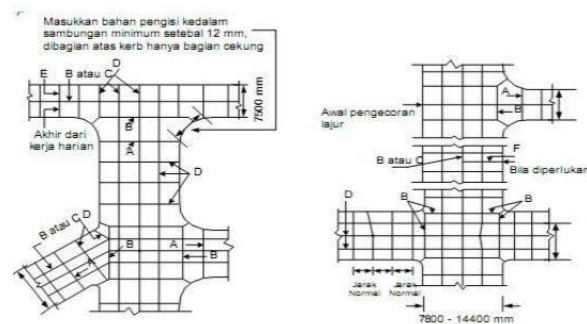 Masukkan bahan pengisi kedalam
sambungan minimum setebal 12 mm,
dibagian atas kerb hanya bagian cekung
D
E
B atau C
7500 mm
B
Akhir dari
kerja harian
A
D
B atau C
D
A
B
B
A
B
Awal pengecoran
lajur
B atau C
F
Bila diperlukan
D
B
B
Jarak
Normal
Jarak
Normal
7800 - 14400 mm